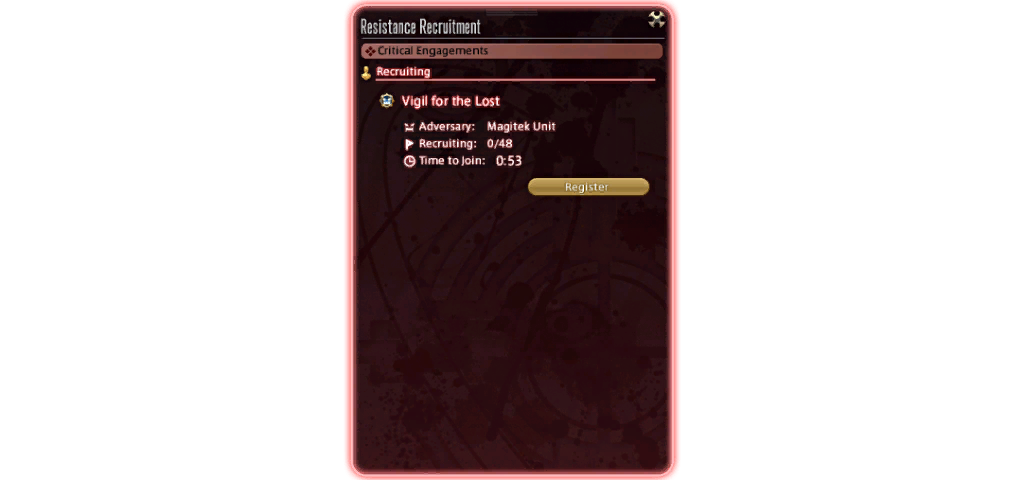 Resistance Recruitment
Critical Engagements
Recruiting
Vigil for the Lost
Adversary: Magitek Unit
Recruiting: 0/48
Time to Join: 0:53
Register